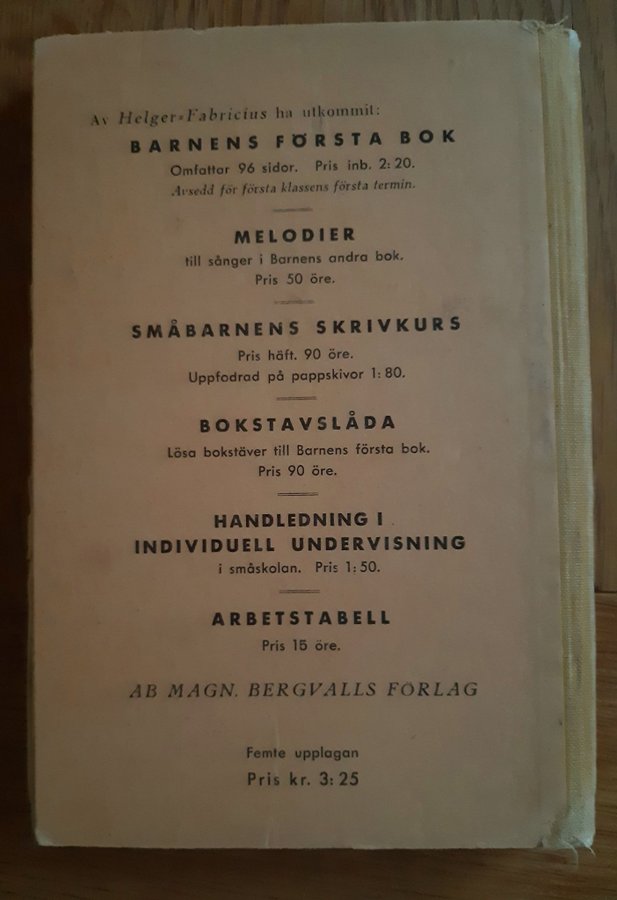 Av Helger-Fabricius ha utkommit:
BARNENS FÖRSTA BOK
Omfattar 96 sidor. Pris inb. 2:20.
Avsedd för första klassens första termin.
MELODIER
till sånger i Barnens andra bok.
Pris 50 öre.
SMÅBARNENS SKRIVKURS
Pris häft. 90 öre.
Uppfodrad på pappskivor 1:80.
BOKSTAVSLÅDA
Lösa bokstäver till Barnens första bok.
Pris 90 öre.
HANDLEDNING I
INDIVIDUELL UNDERVISNING
i småskolan. Pris 1:50.
ARBETSTABELL
Pris 15 öre.
AB MAGN. BERGVALLS FÖRLAG
Femte upplagan
Pris kr. 3:25